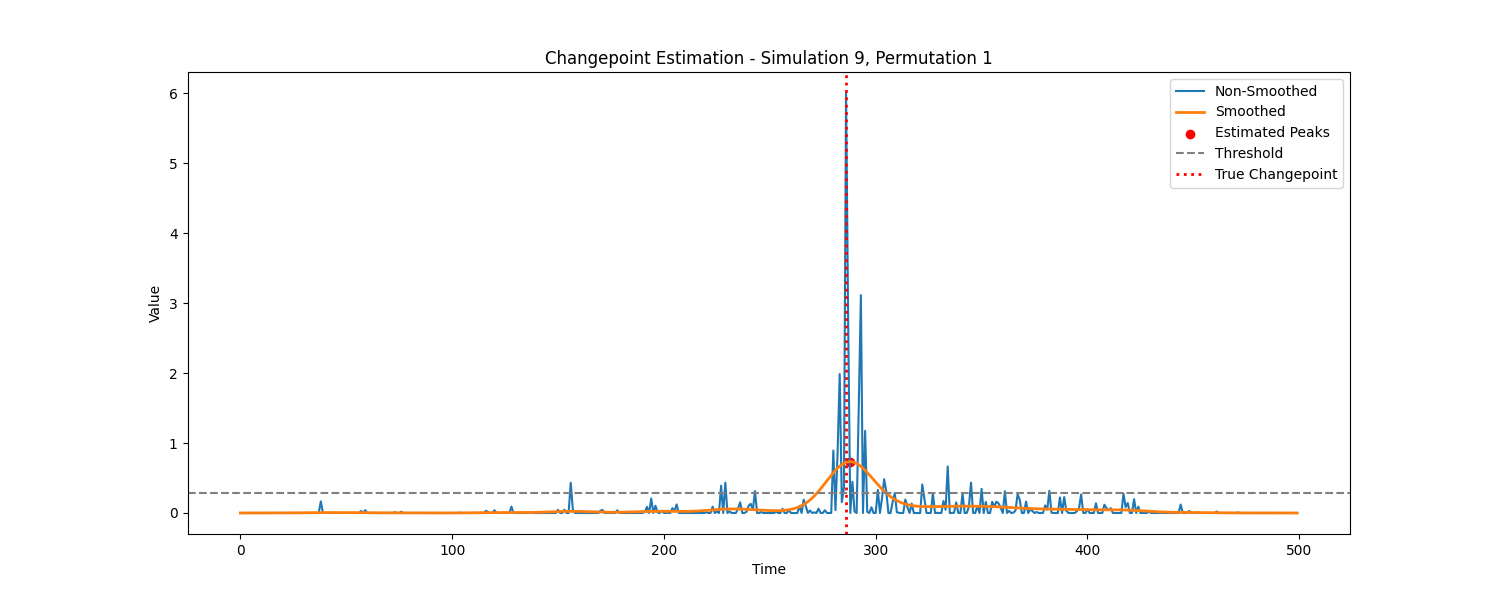 Changepoint Estimation - Simulation 9, Permutation 1
Non-Smoothed
Smoothed
Estimated Peaks
Threshold
True Changepoint
Value
6
5
4
3
2
1
0
0 100 200 300 400 500
Time